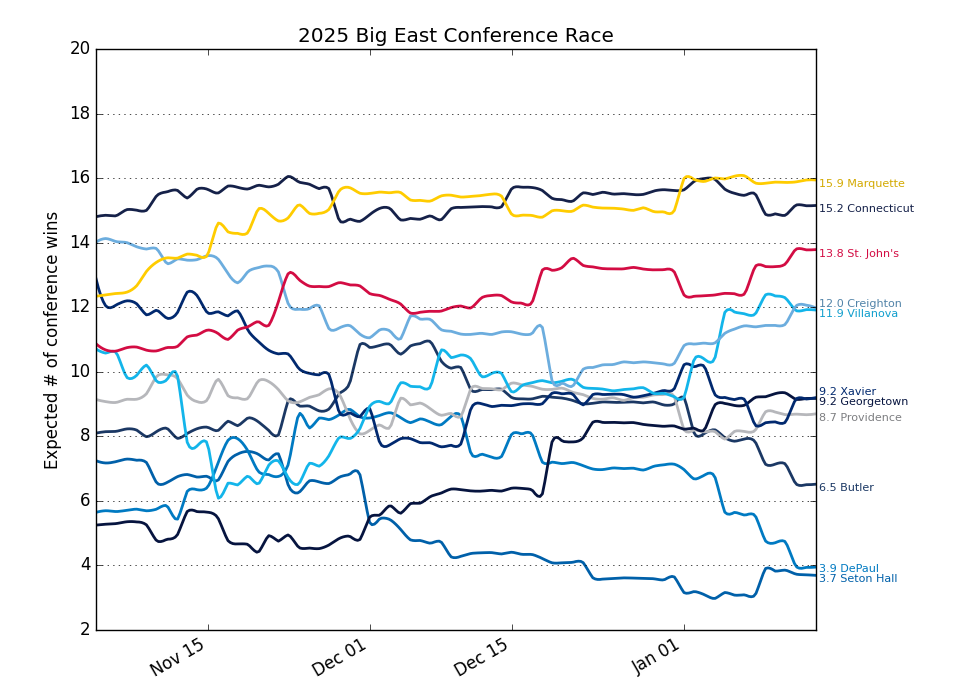 2025 Big East Conference Race
Expected # of conference wins
20
18
16
14
12
10
8
6
4
2
15.9 Marquette
15.2 Connecticut
13.8 St. John's
12.0 Creighton
11.9 Villanova
9.2 Xavier
9.2 Georgetown
8.7 Providence
6.5 Butler
3.9 DePaul
3.7 Seton Hall
Nov 15
Dec 01
Dec 15
Jan 01